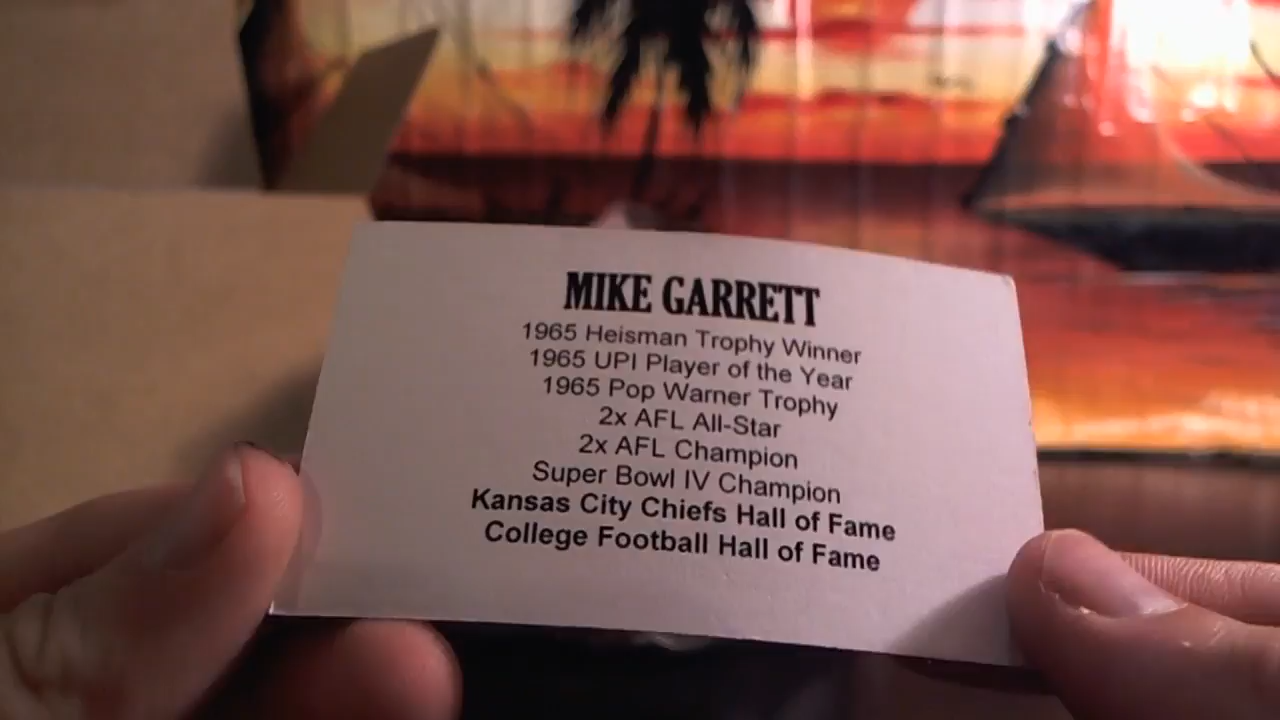 MIKE GARRETT
1965 Heisman Trophy Winner
1965 UPI Player of the Year
1965 Pop Warner Trophy
2x AFL All-Star
2x AFL Champion
Super Bowl IV Champion
Kansas City Chiefs Hall of Fame
College Football Hall of Fame